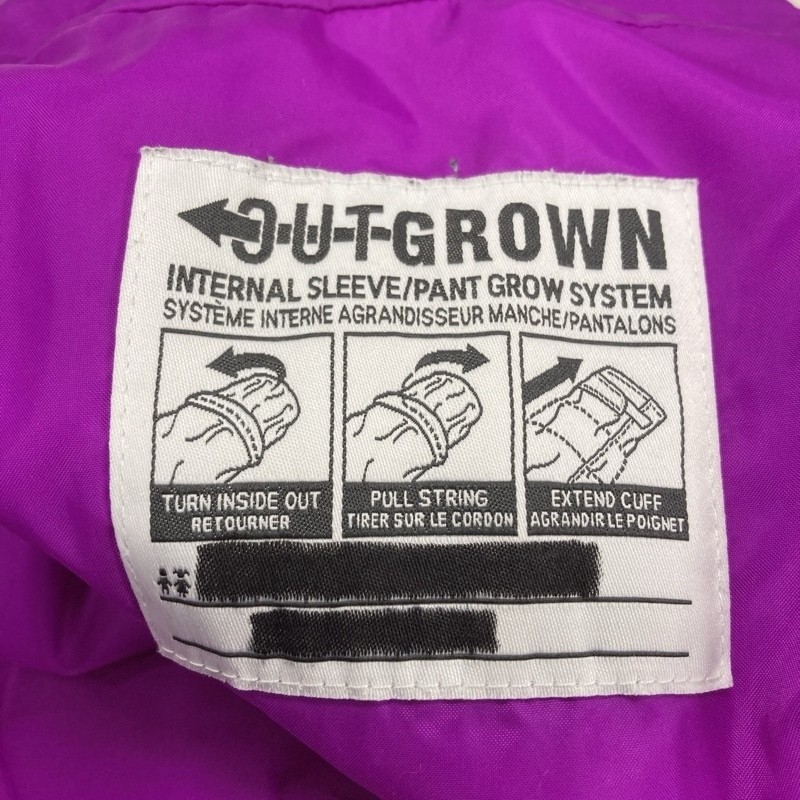 OUTGROWN
INTERNAL SLEEVE/PANT GROW SYSTEM
SYSTÈME INTERNE AGRANDISSEUR MANCHE/PANTALONS
TURN INSIDE OUT
RETOURNER
PULL STRING
TIRER SUR LE CORDON
EXTEND CUFF
AGRANDIR LE POIGNET